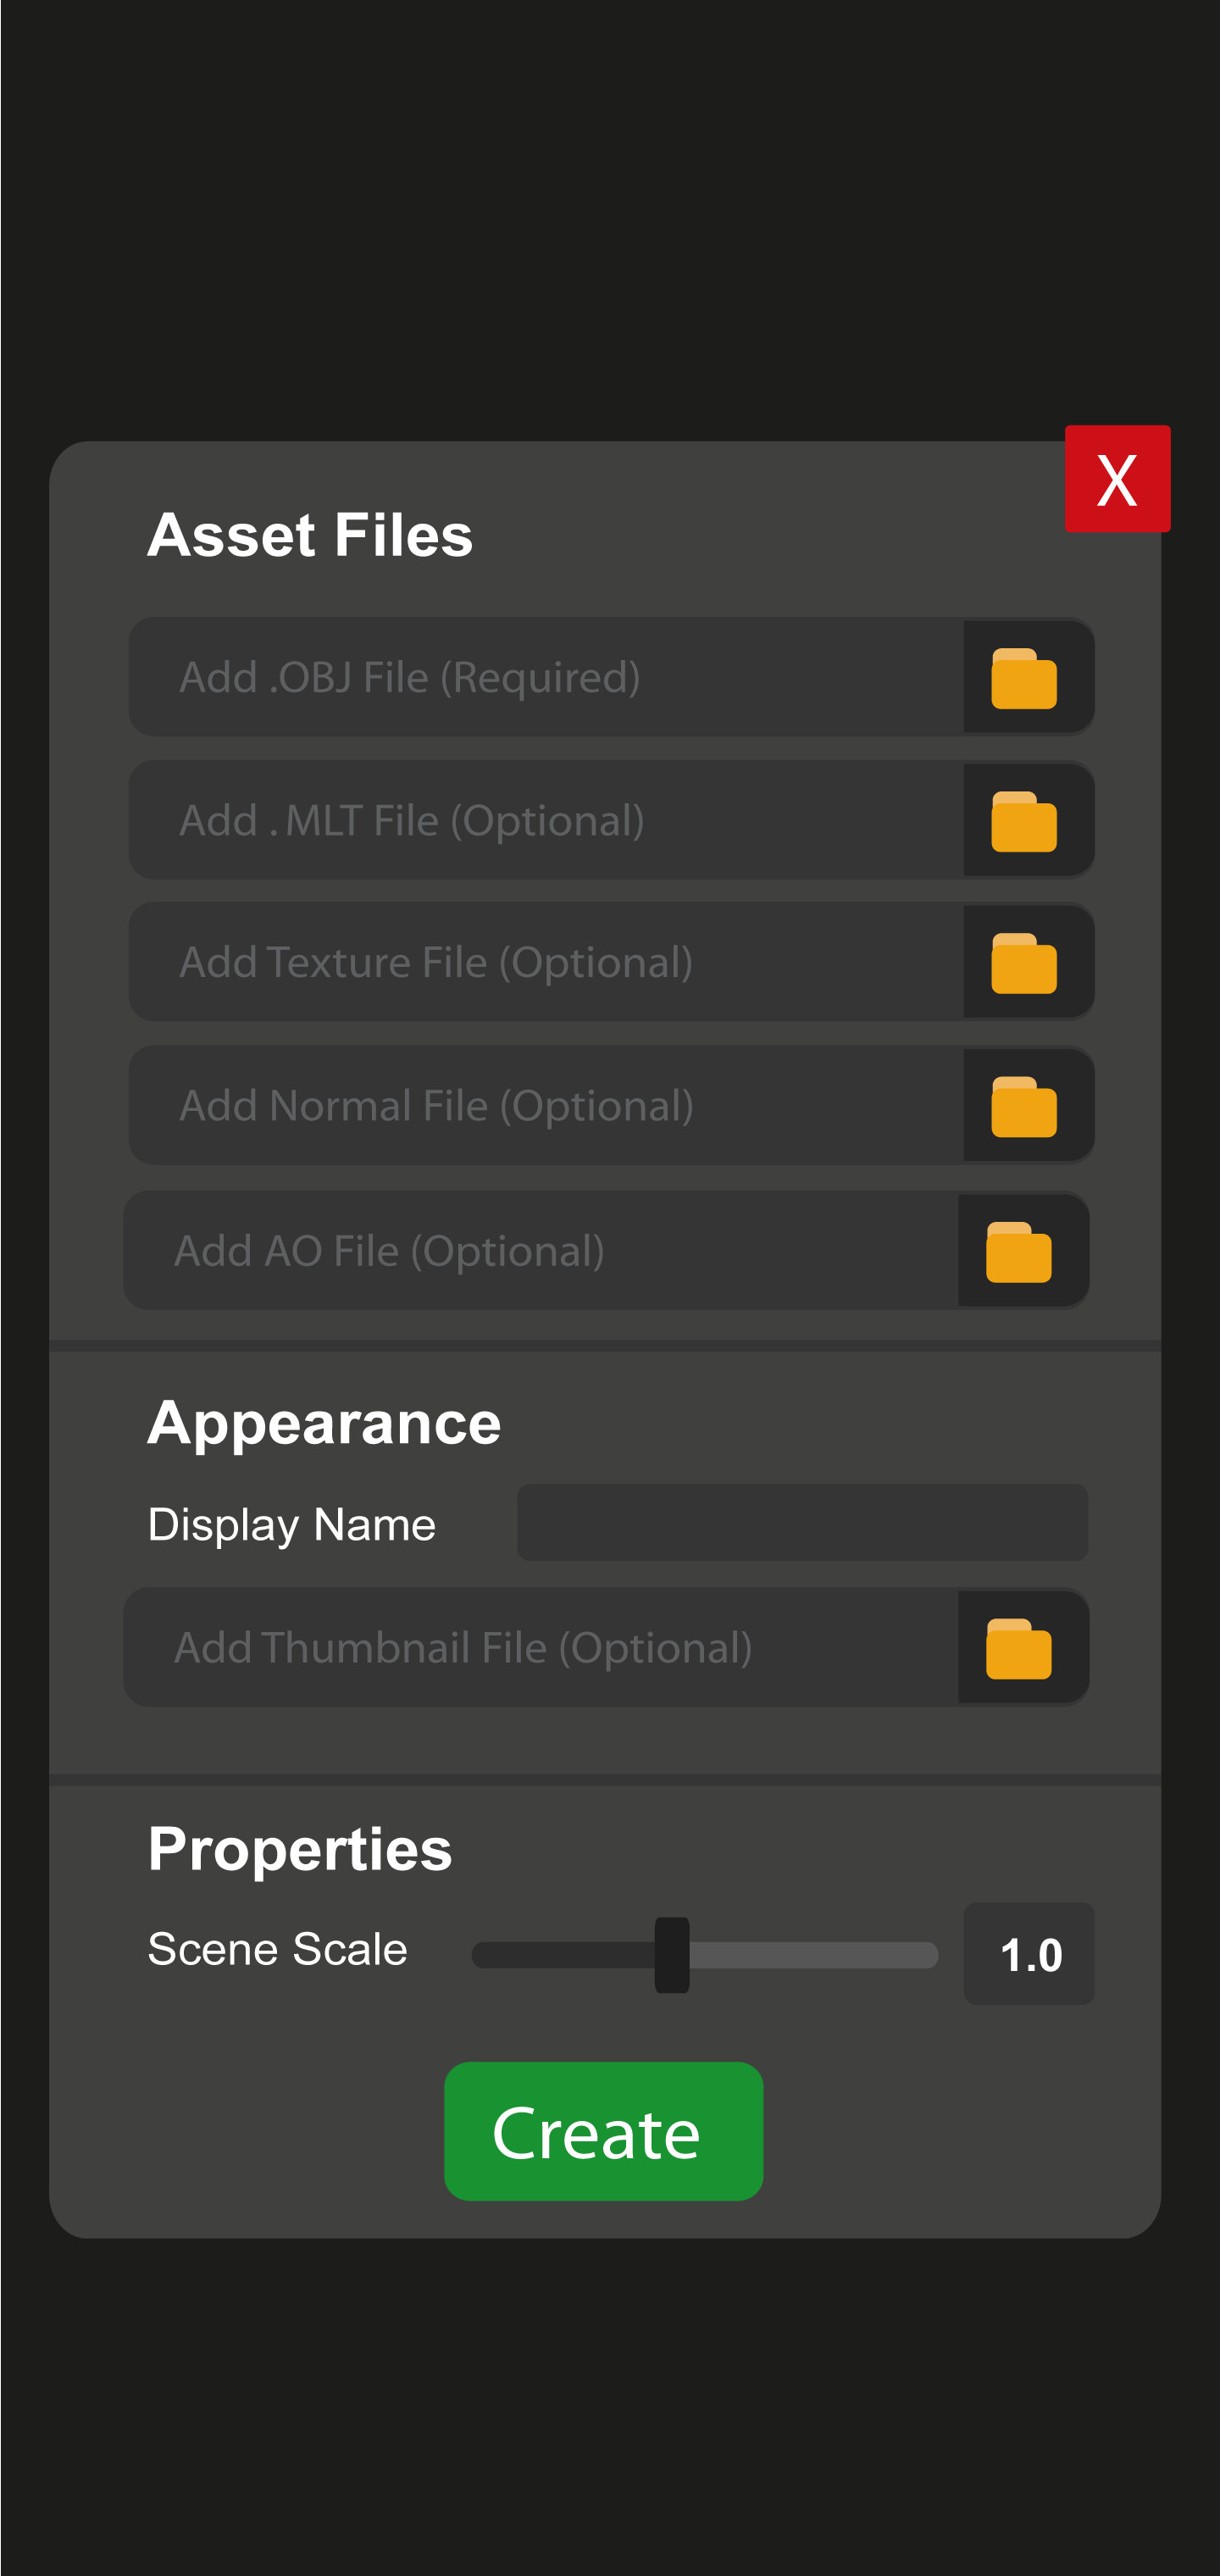 X
Asset Files
Add .OBJ File (Required)
Add . MLT File (Optional)
Add Texture File (Optional)
Add Normal File (Optional)
Add AO File (Optional)
Appearance
Display Name
Add Thumbnail File (Optional)
Properties
Scene Scale 1.0
Create